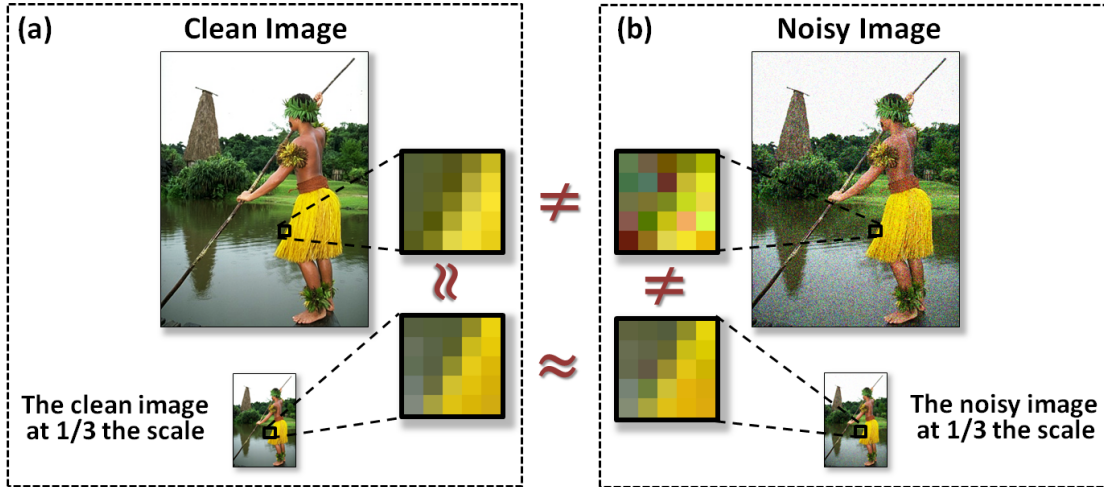 (a) Clean Image
(b) Noisy Image
≠
≈
≠
≈
The clean image
at 1/3 the scale
The noisy image
at 1/3 the scale